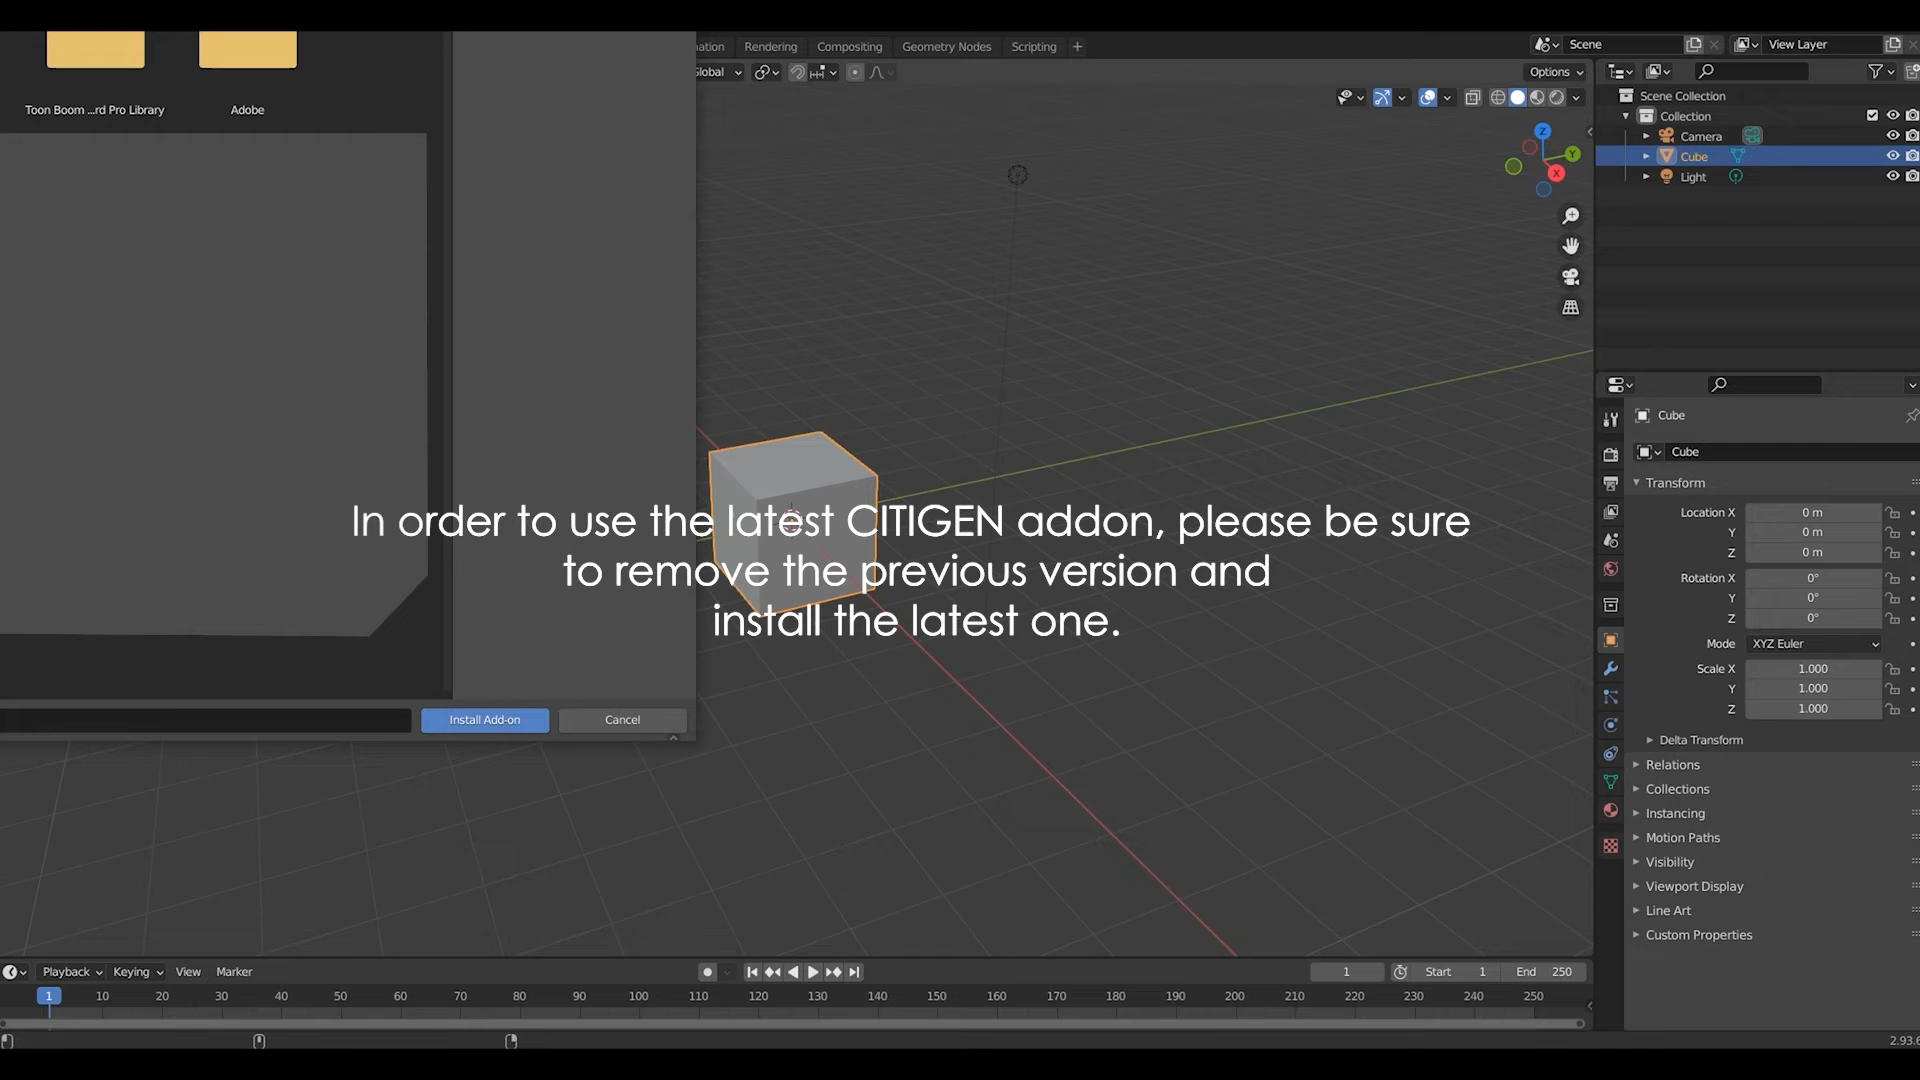 ation Rendering Compositing Geometry Nodes Scripting +
Scene View Layer
lobal
Options
Toon Boom ...rd Pro Library Adobe
Scene Collection
Collection
Camera
Cube
Light
Z
Y
X
Cube
Cube
Transform
Location X 0 m
Y 0 m
Z 0 m
Rotation X 0°
Y 0°
Z 0°
Mode XYZ Euler
Scale X 1.000
Y 1.000
Z 1.000
Delta Transform
Relations
Collections
Instancing
Motion Paths
Visibility
Viewport Display
Line Art
Custom Properties
In order to use the latest CITIGEN addon, please be sure
to remove the previous version and
install the latest one.
Install Add-on Cancel
Playback Keying View Marker
1 Start 1 End 250
1 10 20 30 40 50 60 70 80 90 100 110 120 130 140 150 160 170 180 190 200 210 220 230 240 250
2.93.6